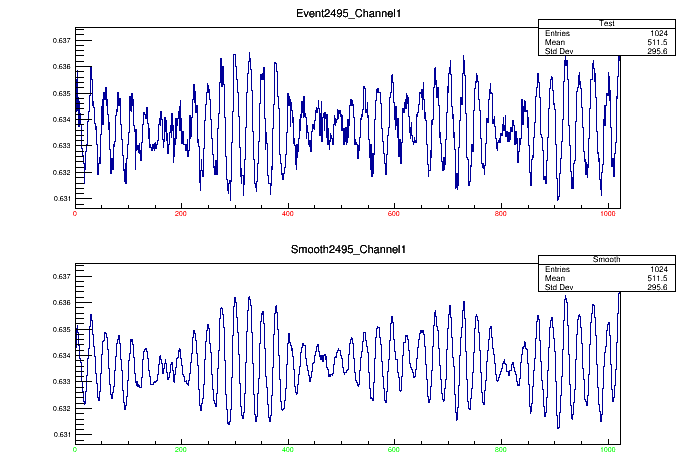 Event2495_Channel1
Test
Entries 1024
Mean 511.5
Std Dev 295.6
0.637
0.636
0.635
0.634
0.633
0.632
0.631
0 200 400 600 800 1000
Smooth2495_Channel1
Smooth
Entries 1024
Mean 511.5
Std Dev 295.6
0.637
0.636
0.635
0.634
0.633
0.632
0.631
0 200 400 600 800 1000